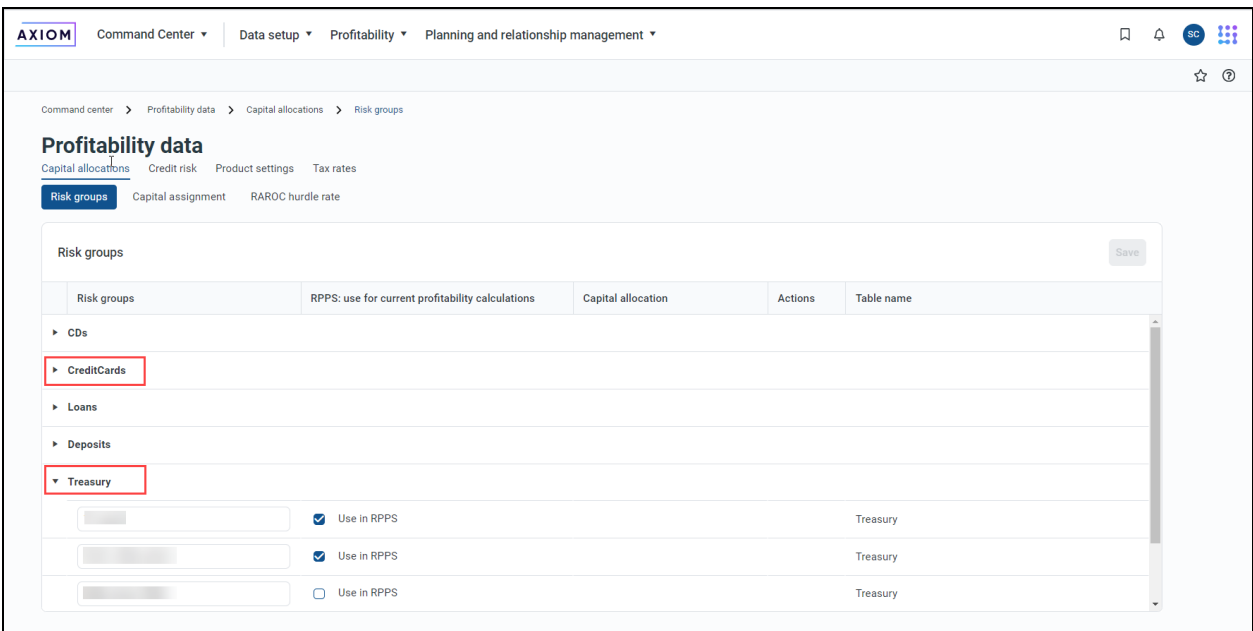 AXIOM Command Center Data setup Profitability Planning and relationship management SC
Command center Profitability data Capital allocations Risk groups
Profitability data
Capital allocations Credit risk Product settings Tax rates
Risk groups Capital assignment RAROC hurdle rate
Risk groups Save
Risk groups RPPS: use for current profitability calculations Capital allocation Actions Table name
CDs
CreditCards
Loans
Deposits
Treasury
Use in RPPS Treasury
Use in RPPS Treasury
Use in RPPS Treasury